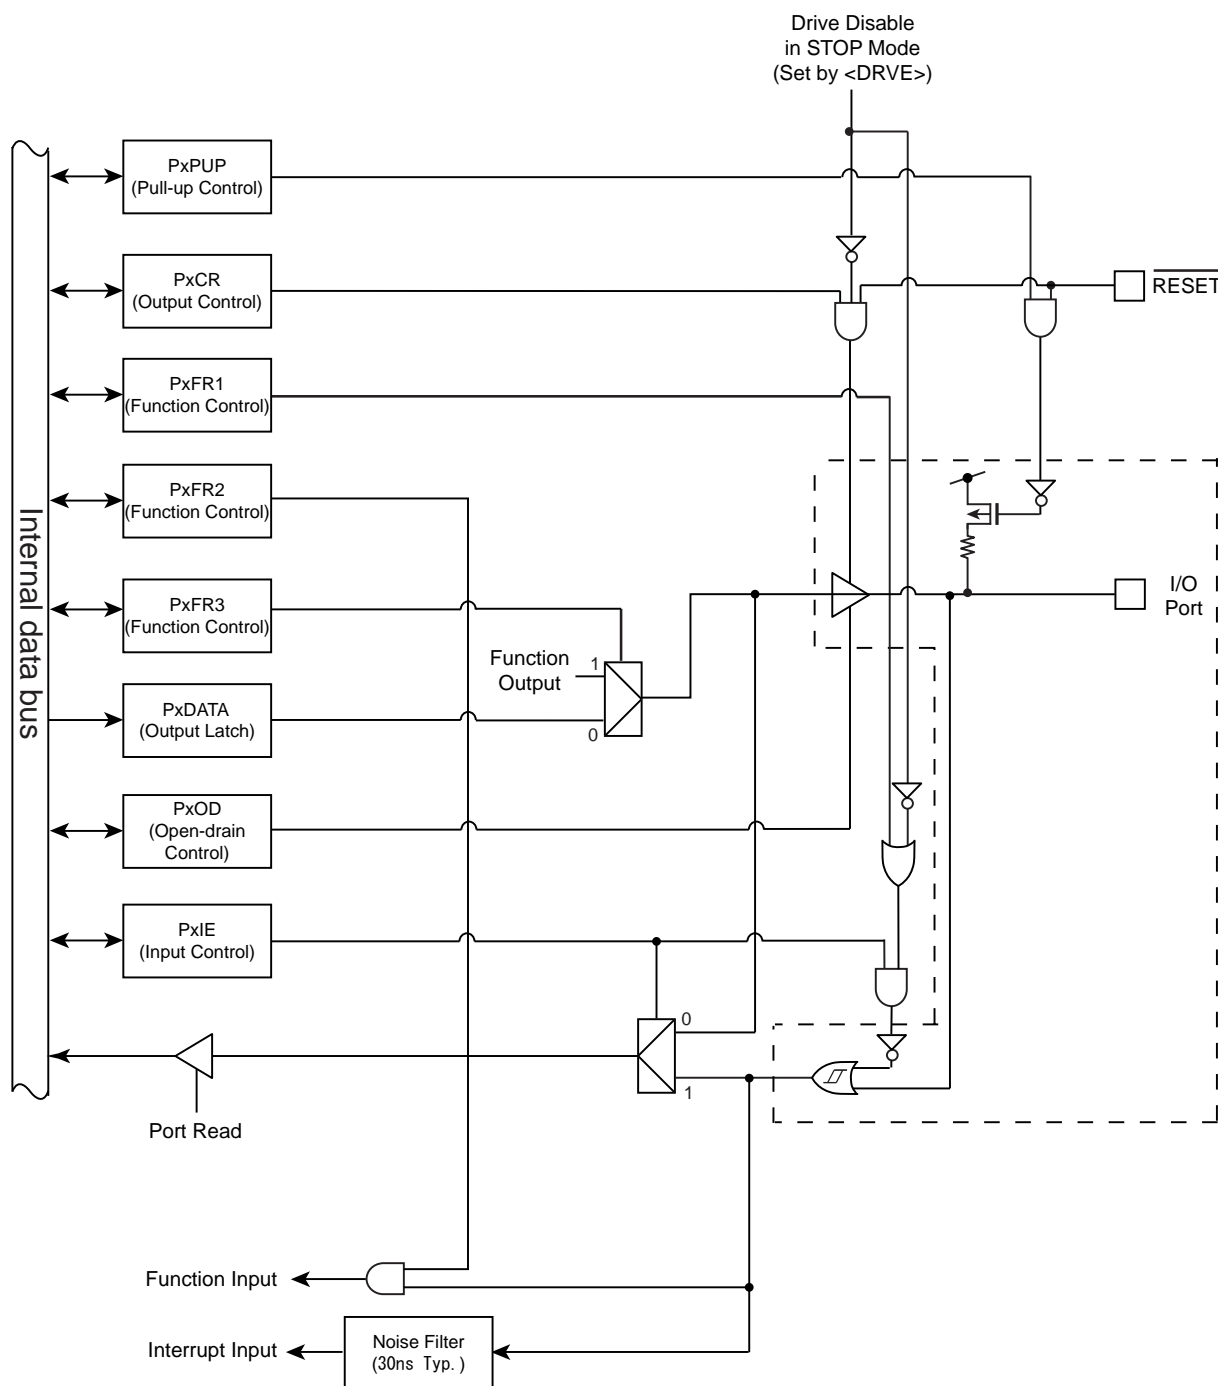 Drive Disable
in STOP Mode
(Set by <DRVE>)
PxPUP
(Pull-up Control)
PxCR
(Output Control)
RESET
PxFR1
(Function Control)
PxFR2
(Function Control)
Internal data bus
PxFR3
(Function Control)
I/O
Port
Function
Output
1
0
PxDATA
(Output Latch)
PxOD
(Open-drain
Control)
PxIE
(Input Control)
0
1
Port Read
Function Input
Interrupt Input
Noise Filter
(30ns Typ.)